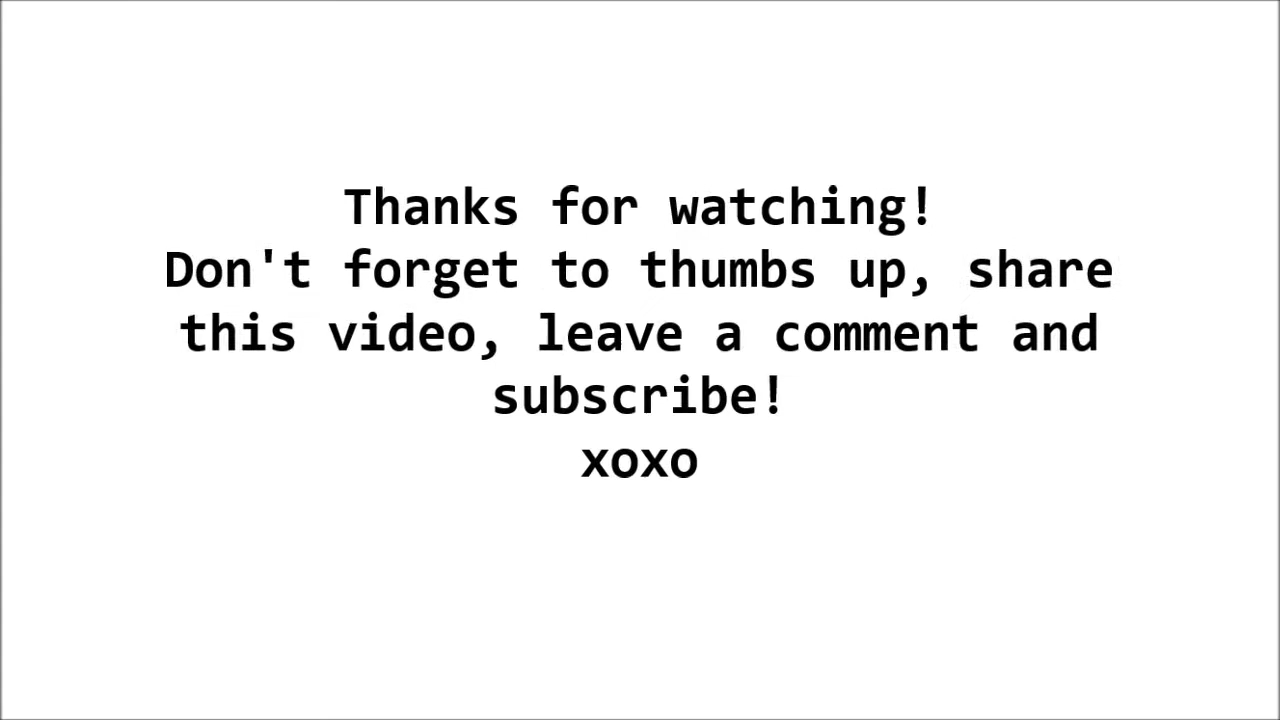 Thanks for watching!
Don't forget to thumbs up, share
this video, leave a comment and
subscribe!
xoxo